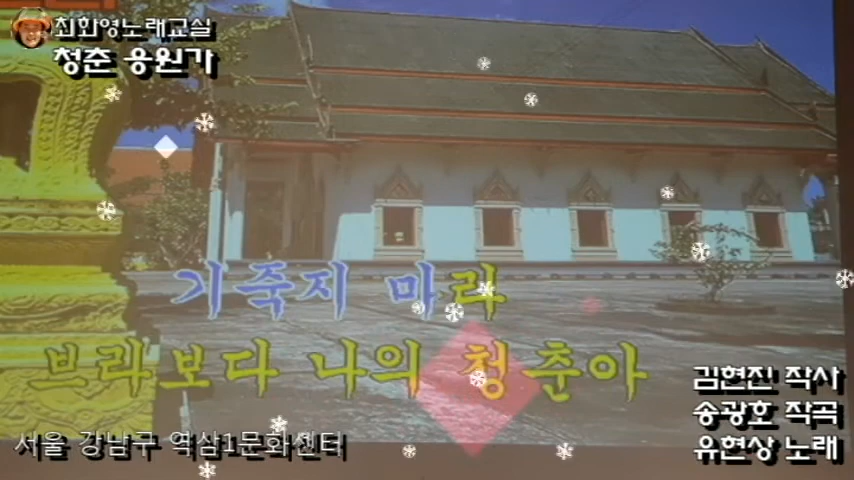 최화영노래교실
청춘 응원가
기죽지 마라
브라보다 나의 청춘아
김현진 작사
송광호 작곡
유현상 노래
서울 강남구 역삼1문화센터